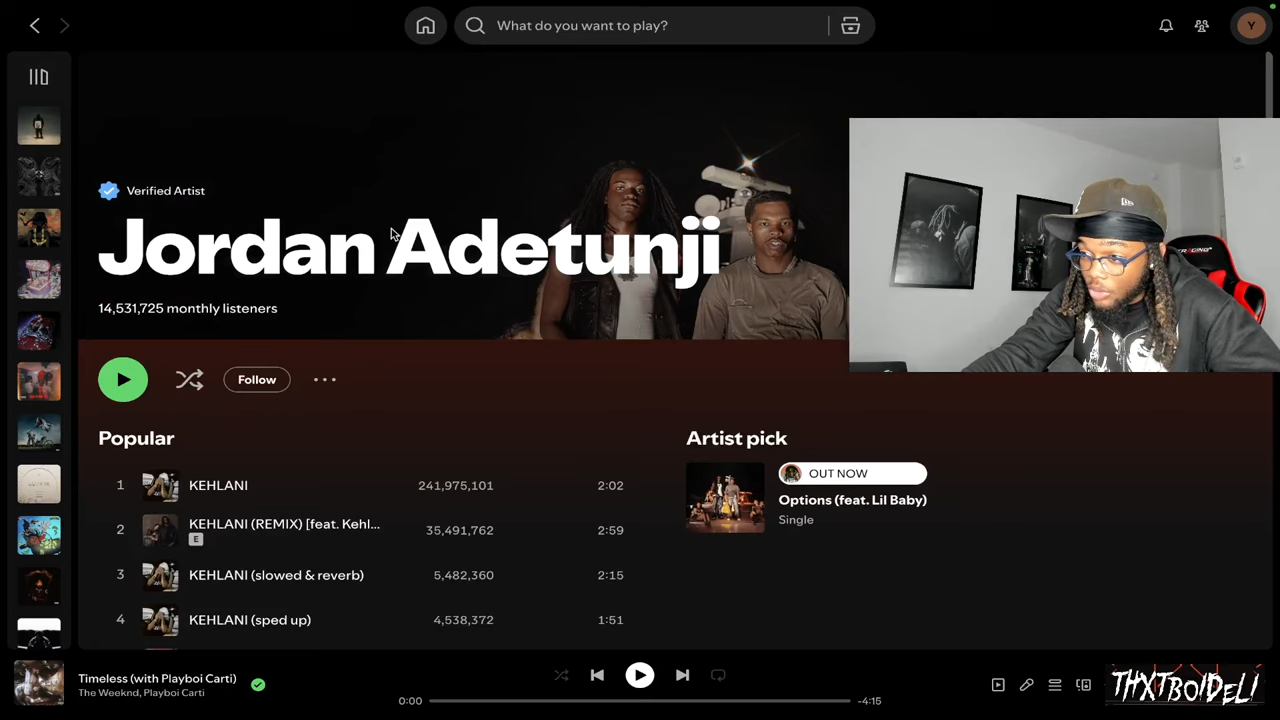 What do you want to play?
Y
Verified Artist
Jordan Adetunji
14,531,725 monthly listeners
Follow
Popular
Artist pick
1 KEHLANI 241,975,101 2:02
OUT NOW
Options (feat. Lil Baby)
Single
2 KEHLANI (REMIX) [feat. Kehl... 35,491,762 2:59
E
3 KEHLANI (slowed & reverb) 5,482,360 2:15
4 KEHLANI (sped up) 4,538,372 1:51
Timeless (with Playboi Carti)
The Weeknd, Playboi Carti
0:00 -4:15
THXTBOIDELI